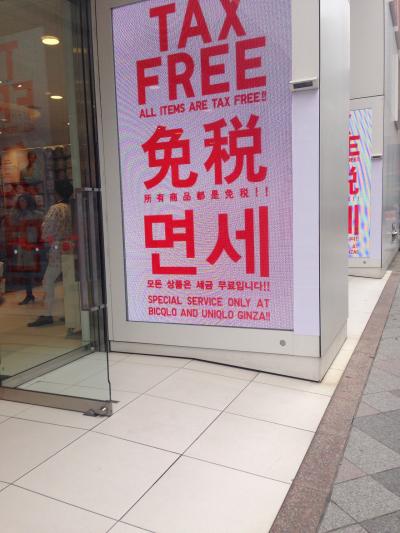 TAX
FREE
ALL ITEMS ARE TAX FREE!!
免税
所有商品都是免税!!
면세
모든 상품은 세금 무료입니다!!
SPECIAL SERVICE ONLY AT
BICQLO AND UNIQLO GINZA!!